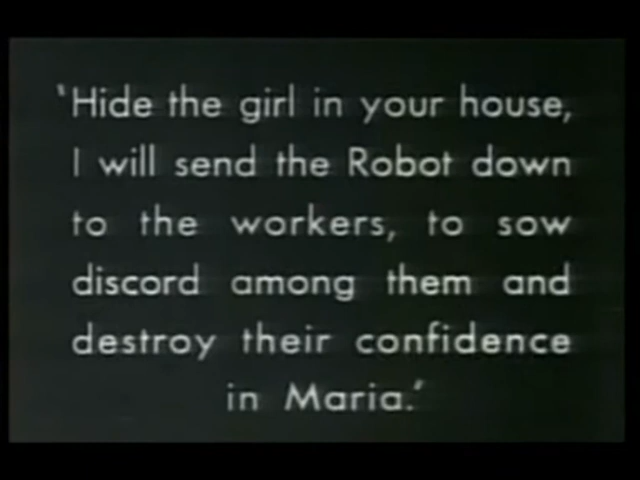 'Hide the girl in your house,
I will send the Robot down
to the workers, to sow
discord among them and
destroy their confidence
in Maria.'